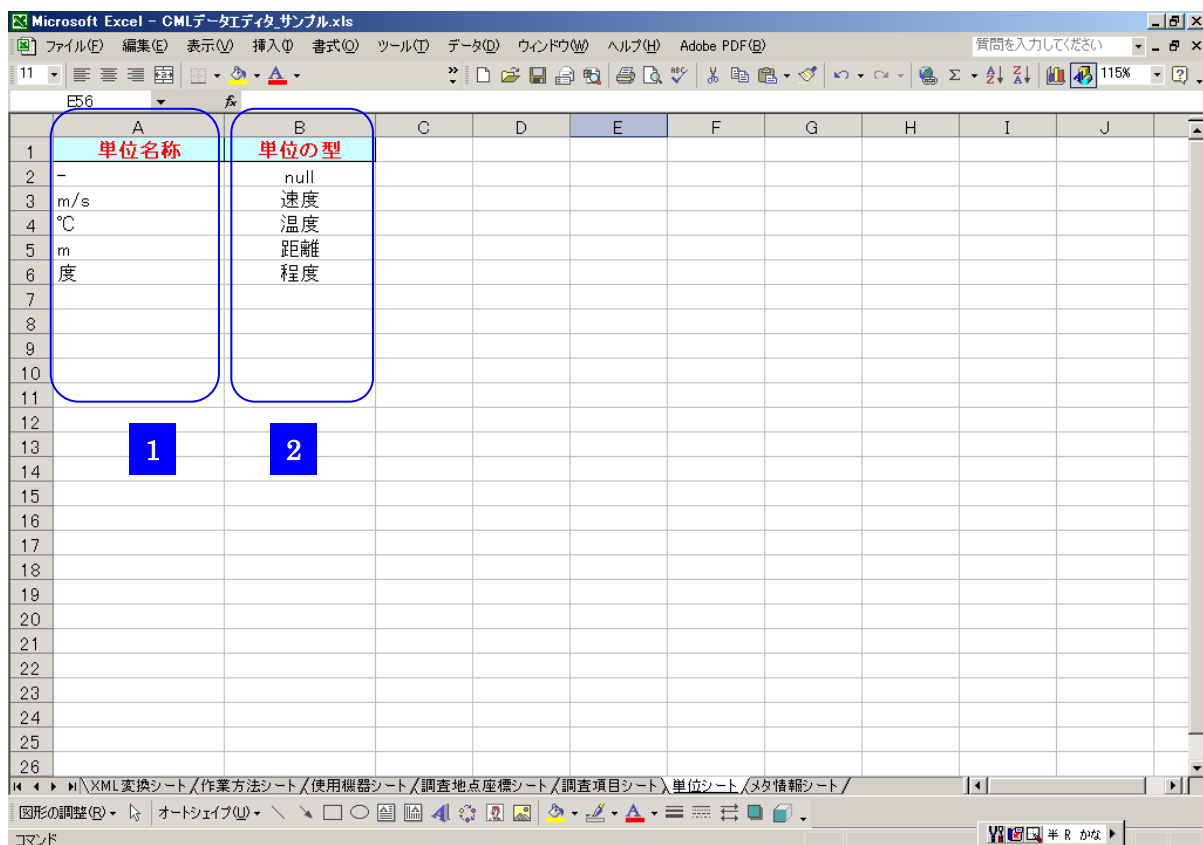 Microsoft Excel - CMLデータエディタ_サンプル.xls
ファイル(F) 編集(E) 表示(V) 挿入(I) 書式(O) ツール(T) データ(D) ウィンドウ(W) ヘルプ(H) Adobe PDF(B) 質問を入力してください
11 115%
E56 fx
A B C D E F G H I J
1 単位名称 単位の型
2 - null
3 m/s 速度
4 ℃ 温度
5 m 距離
6 度 程度
7
8
9
10
11
12
13
14
15
16
17
18
19
20
21
22
23
24
25
26
1 2
XML変換シート 作業方法シート 使用機器シート 調査地点座標シート 調査項目シート 単位シート メタ情報シート
図形の調整(R) オートシェイプ(U)
コマンド 半 R かな